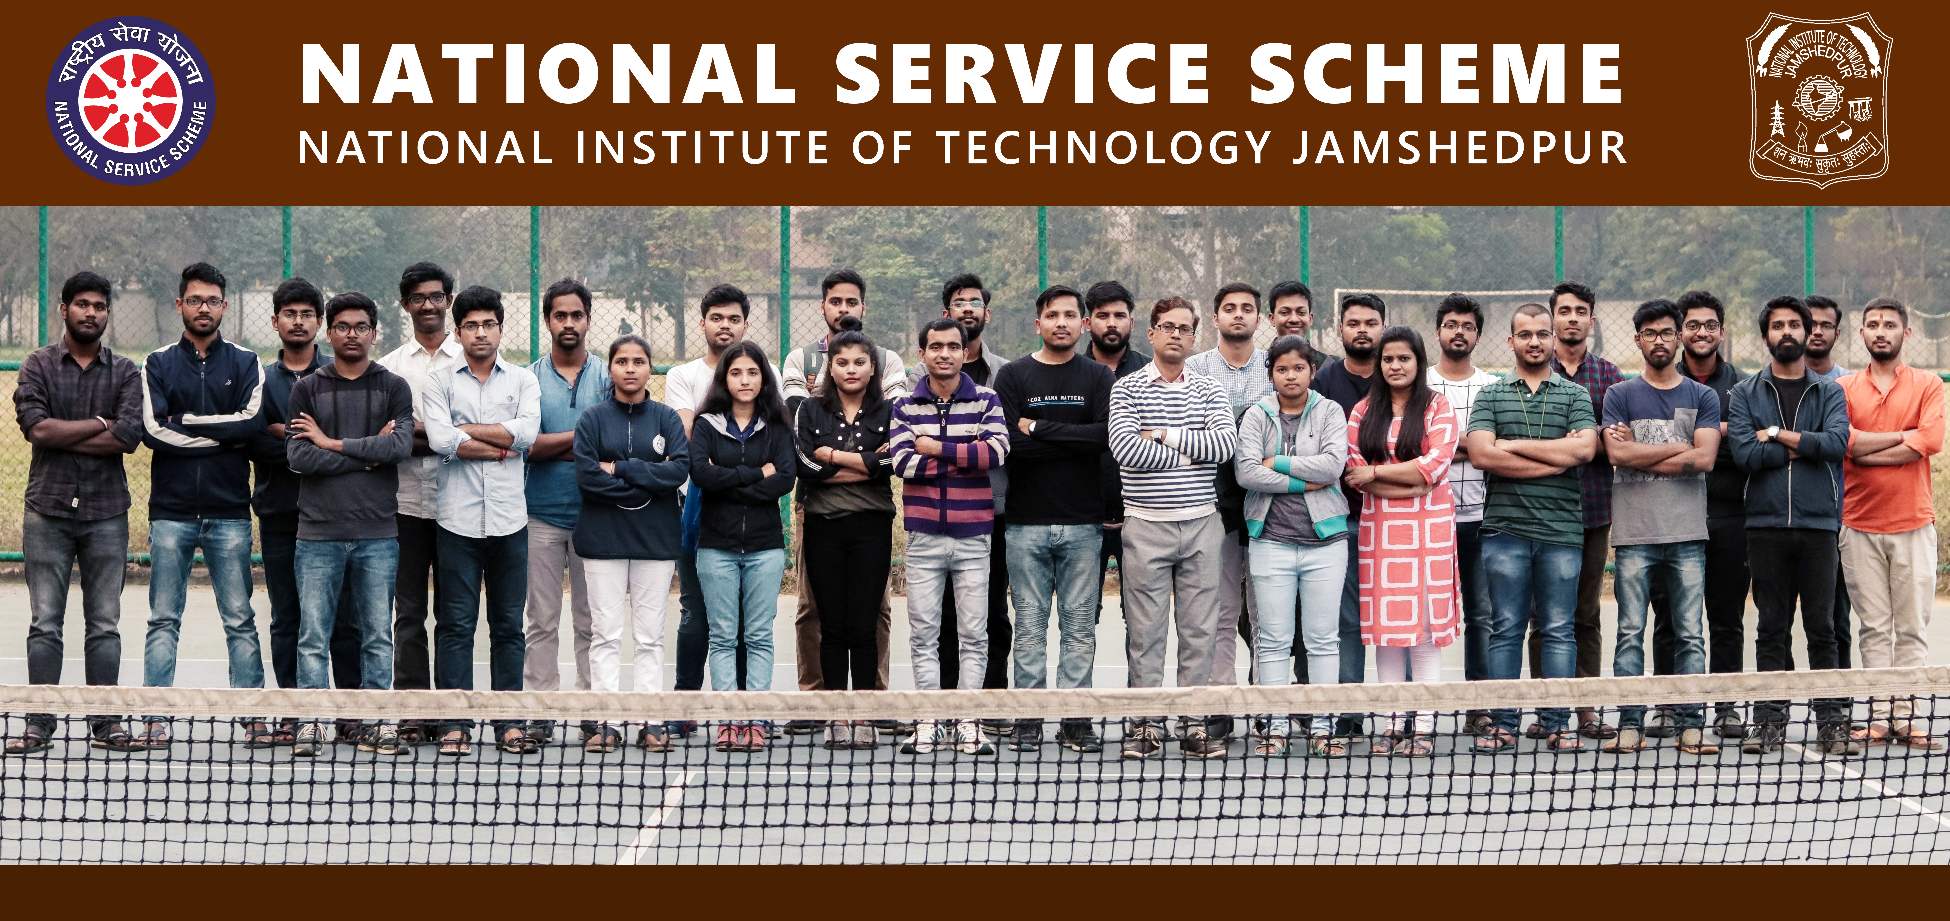 राष्ट्रीय सेवा योजना
NATIONAL SERVICE SCHEME
NATIONAL SERVICE SCHEME
NATIONAL INSTITUTE OF TECHNOLOGY JAMSHEDPUR
NATIONAL INSTITUTE OF TECHNOLOGY
JAMSHEDPUR